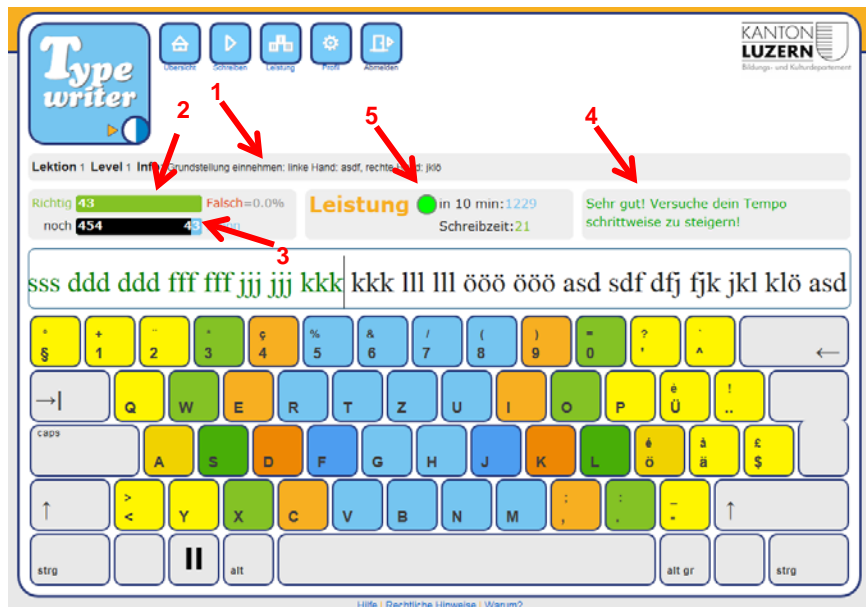 Type
writer
Übersicht Schreiben Leistung Profil Abmelden
KANTON
LUZERN
Bildungs- und Kulturdepartement
1
2
5
4
Lektion 1 Level 1 Info: Grundstellung einnehmen: linke Hand: asdf, rechte Hand: jklö
Richtig 43 Falsch=0.0%
noch 454 43
3
Leistung in 10 min:1229
Schreibzeit:21
Sehr gut! Versuche dein Tempo
schrittweise zu steigern!
sss ddd ddd fff fff jjj jjj kkk kkk lll lll ööö ööö asd sdf dfj fjk jkl klö asd
° + ¨ * ç % & / ( ) = ? `
§ 1 2 3 4 5 6 7 8 9 0 ' ^ ←
→| Q W E R T Z U I O P è Ü ! ..
caps A S D F G H J K L é ö à ä £ $
↑ > < Y X C V B N M ; , : . _ - ↑
strg alt alt gr strg
Hilfe | Rechtliche Hinweise | Warum?